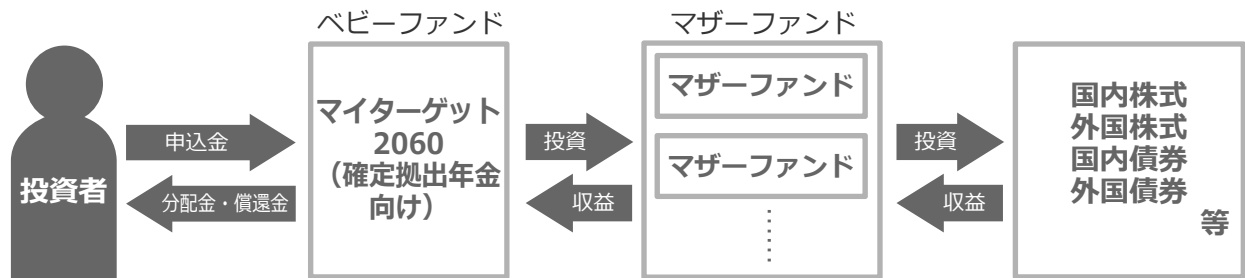 ベビーファンド
マザーファンド
投資者
申込金
分配金・償還金
マイターゲット
2060
（確定拠出年金
向け）
投資
収益
マザーファンド
マザーファンド
投資
収益
国内株式
外国株式
国内債券
外国債券
等